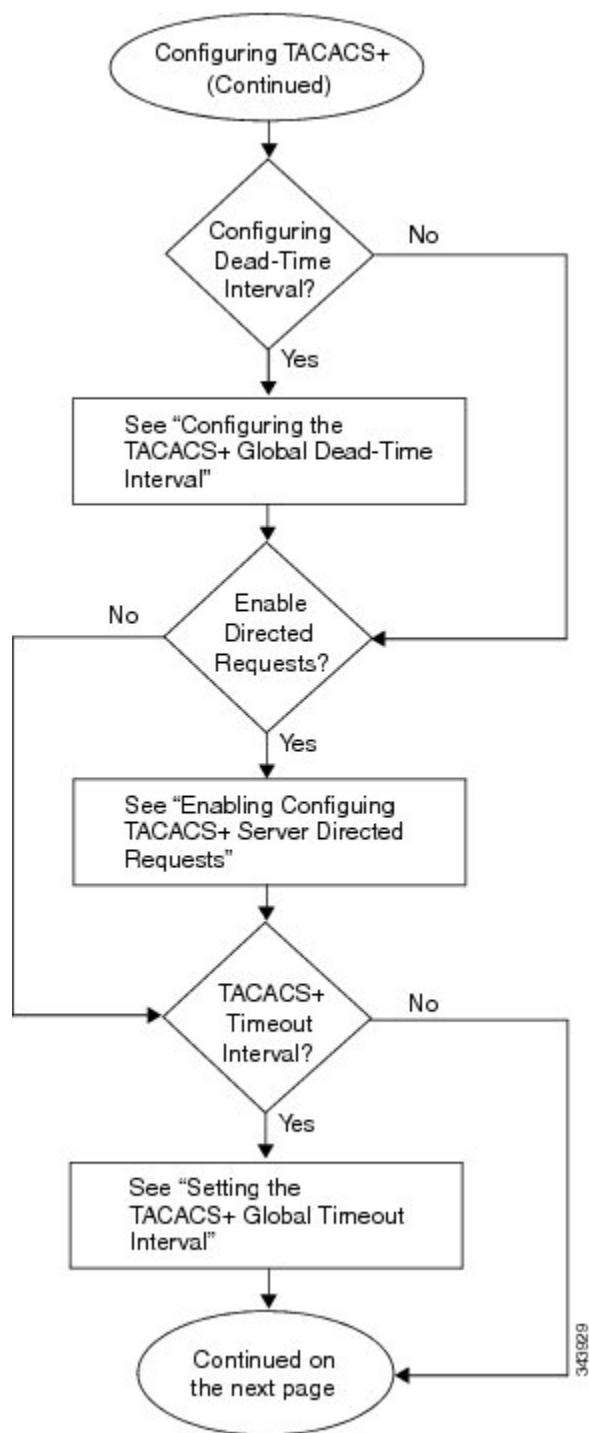 Configuring TACACS+
(Continued)
Configuring
Dead-Time
Interval?
No
Yes
See “Configuring the
TACACS+ Global Dead-Time
Interval”
No
Enable
Directed
Requests?
Yes
See “Enabling Configuing
TACACS+ Server Directed
Requests”
TACACS+
Timeout
Interval?
No
Yes
See “Setting the
TACACS+ Global Timeout
Interval”
Continued on
the next page
343929